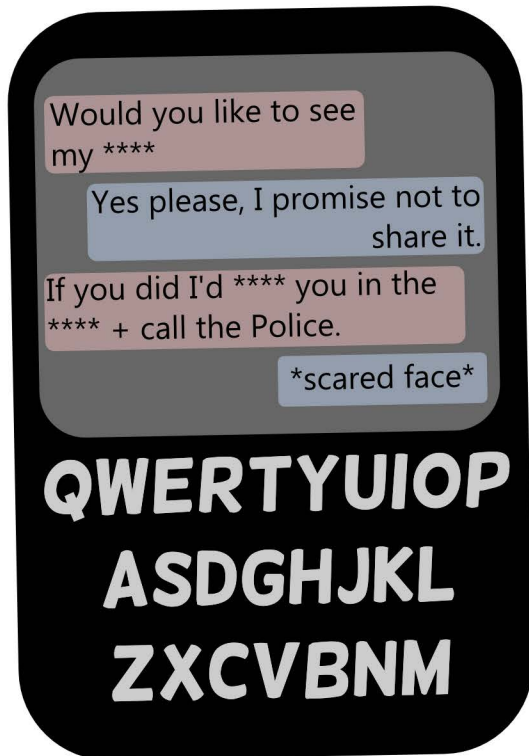 Would you like to see
my ****
Yes please, I promise not to
share it.
If you did I'd **** you in the
**** + call the Police.
*scared face*
QWERTYUIOP
ASDGHJKL
ZXCVBNM